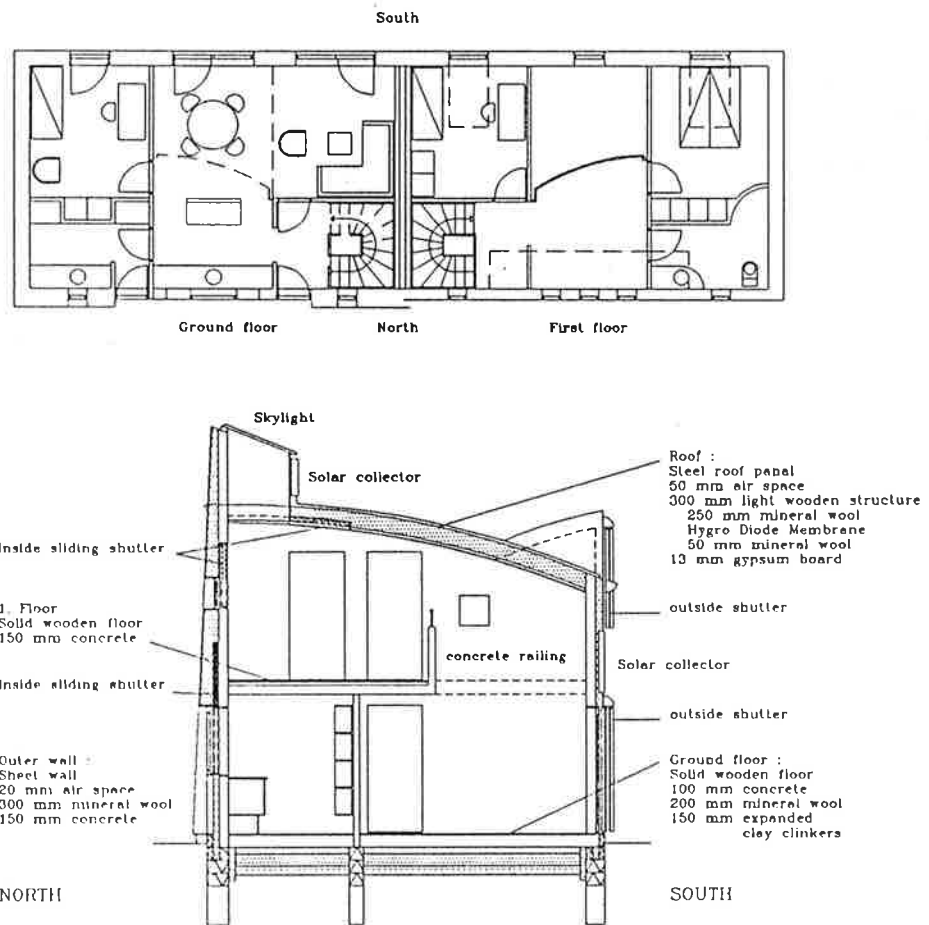 South
Ground floor
North
First floor
Skylight
Solar collector
Roof :
Steel roof panel
50 mm air space
300 mm light wooden structure
250 mm mineral wool
Hygro Diode Membrane
50 mm mineral wool
13 mm gypsum board
Inside sliding shutter
1. Floor
Solid wooden floor
150 mm concrete
outside shutter
concrete railing
Solar collector
Inside sliding shutter
outside shutter
Outer wall :
Sheet wall
20 mm air space
300 mm mineral wool
150 mm concrete
Ground floor :
Solid wooden floor
100 mm concrete
200 mm mineral wool
150 mm expanded
clay clinkers
NORTH
SOUTH